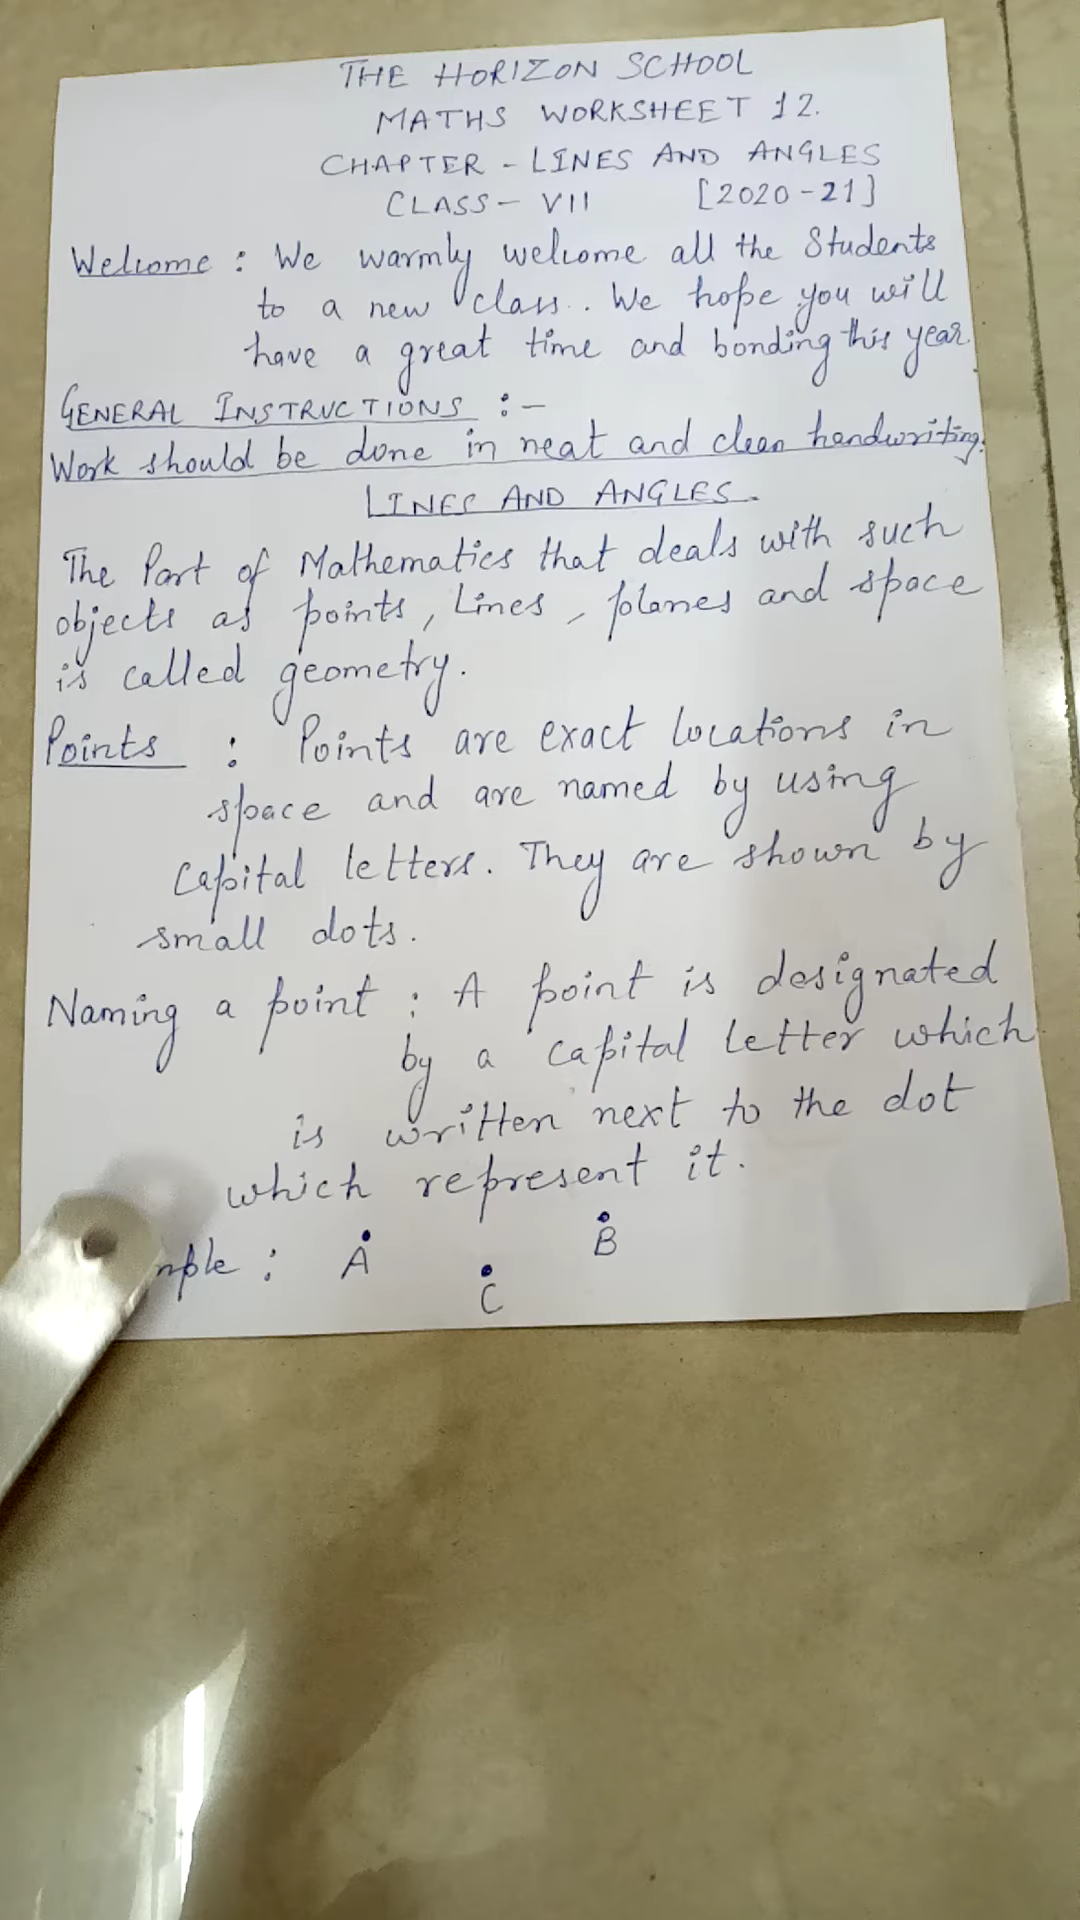 THE HORIZON SCHOOL
MATHS WORKSHEET 12.
CHAPTER - LINES AND ANGLES
CLASS - VII [2020-21]
Welcome : We warmly welcome all the Students
to a new class. We hope you will
have a great time and bonding this year.
GENERAL INSTRUCTIONS :-
Work should be done in neat and clean handwriting.
LINES AND ANGLES.
The Part of Mathematics that deals with such
objects as points, Lines, planes and space
is called geometry.
Points : Points are exact locations in
space and are named by using
Capital letters. They are shown by
small dots.
Naming a point : A point is designated
by a capital letter which
is written next to the dot
which represent it.
mple : A B
C